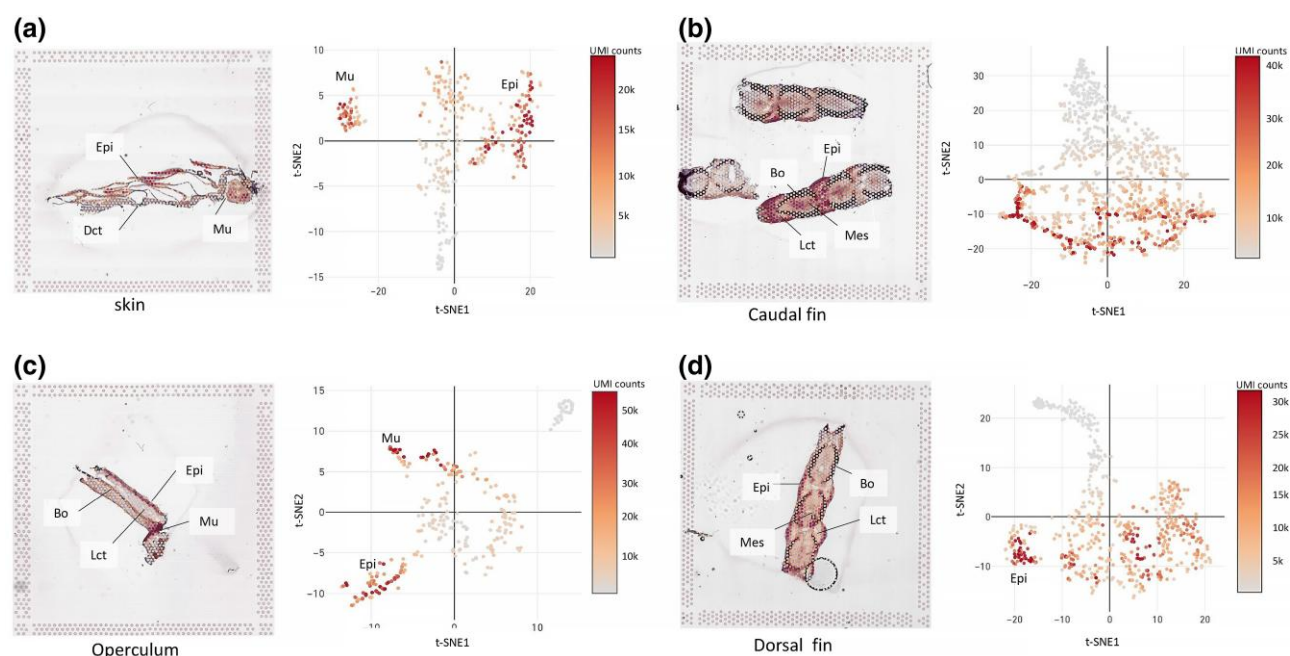 (a)
UMI counts
Mu
Epi
Epi
Dct
Mu
skin
10
5
0
−5
−10
−15
t-SNE2
−20
0
20
t-SNE1
20k
15k
10k
5k
(b)
UMI counts
Epi
Bo
Lct
Mes
Caudal fin
30
20
10
0
−10
−20
t-SNE2
−20
0
20
t-SNE1
40k
30k
20k
10k
(c)
UMI counts
Epi
Bo
Mu
Lct
Operculum
Mu
Epi
15
10
5
0
−5
−10
t-SNE2
−10
0
10
t-SNE1
50k
40k
30k
20k
10k
(d)
UMI counts
Epi
Bo
Mes
Lct
Dorsal fin
Epi
20
10
0
−10
t-SNE2
−20
−10
0
10
20
t-SNE1
30k
25k
20k
15k
10k
5k